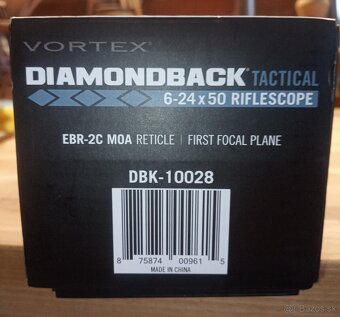 VORTEX®
DIAMONDBACK® TACTICAL
6-24x50 RIFLESCOPE
EBR-2C MOA RETICLE | FIRST FOCAL PLANE
DBK-10028
8 75874 00961 5
MADE IN CHINA